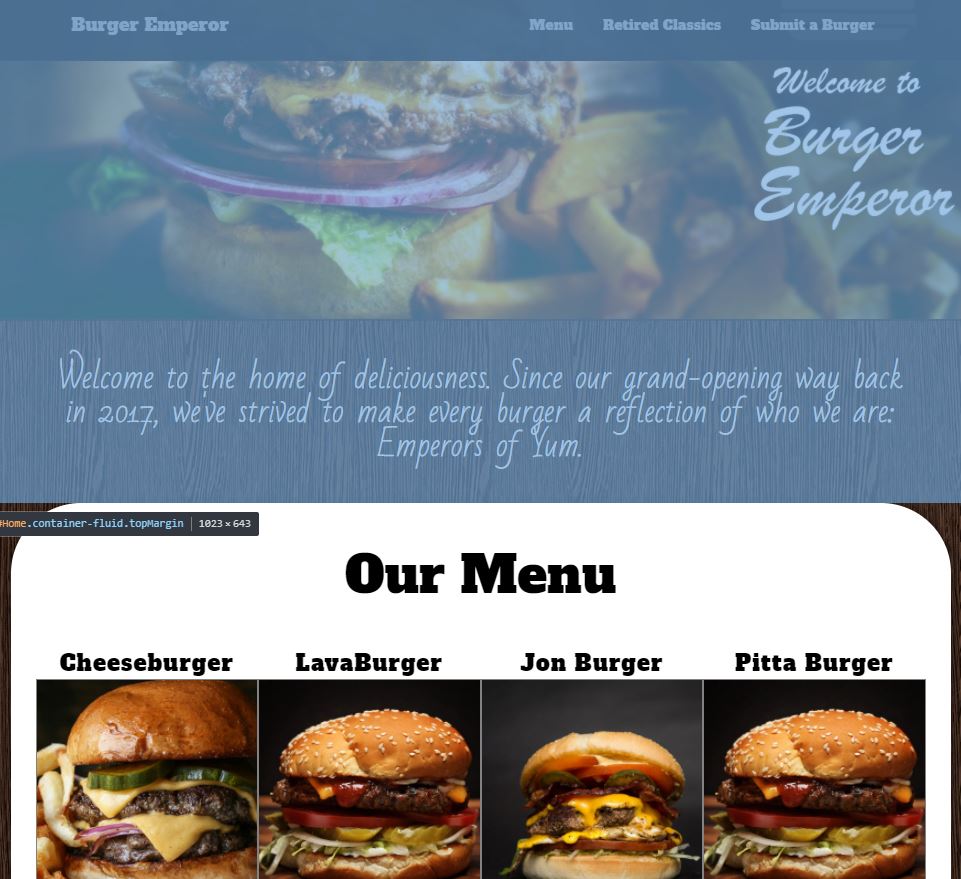 Burger Emperor
Menu Retired Classics Submit a Burger
Welcome to
Burger
Emperor
Welcome to the home of deliciousness. Since our grand-opening way back
in 2017, we've strived to make every burger a reflection of who we are:
Emperors of Yum.
#Home.container-fluid.topMargin 1023 × 643
Our Menu
Cheeseburger LavaBurger Jon Burger Pitta Burger